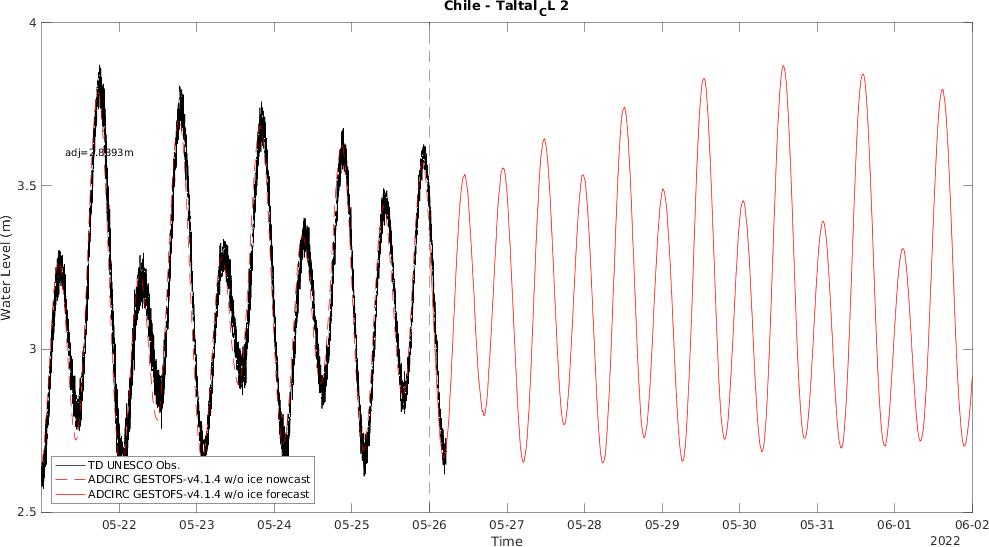 Chile - Taltal_CL 2
4
3.5
3
2.5
Water Level (m)
adj=2.8393m
TD UNESCO Obs.
ADCIRC GESTOFS-v4.1.4 w/o ice nowcast
ADCIRC GESTOFS-v4.1.4 w/o ice forecast
05-22 05-23 05-24 05-25 05-26 05-27 05-28 05-29 05-30 05-31 06-01 06-02
Time
2022